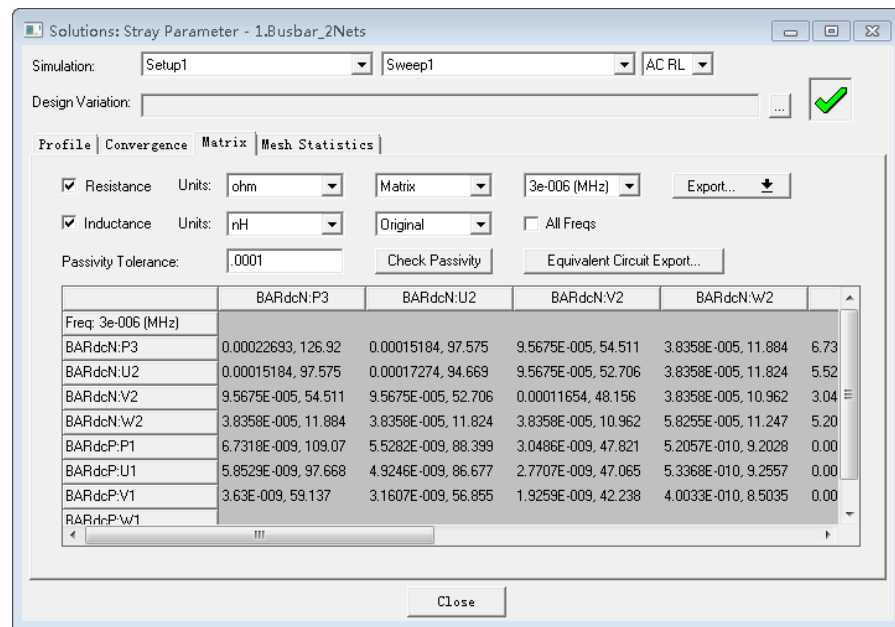 Solutions: Stray Parameter - 1.Busbar_2Nets
Simulation: Setup1 Sweep1 AC RL
Design Variation: ...
Profile Convergence Matrix Mesh Statistics
Resistance Units: ohm Matrix 3e-006 (MHz) Export...
Inductance Units: nH Original All Freqs
Passivity Tolerance: .0001 Check Passivity Equivalent Circuit Export...
BARdcN:P3 BARdcN:U2 BARdcN:V2 BARdcN:W2
Freq: 3e-006 (MHz)
BARdcN:P3 0.00022693, 126.92 0.00015184, 97.575 9.5675E-005, 54.511 3.8358E-005, 11.884 6.73
BARdcN:U2 0.00015184, 97.575 0.00017274, 94.669 9.5675E-005, 52.706 3.8358E-005, 11.824 5.52
BARdcN:V2 9.5675E-005, 54.511 9.5675E-005, 52.706 0.00011654, 48.156 3.8358E-005, 10.962 3.04
BARdcN:W2 3.8358E-005, 11.884 3.8358E-005, 11.824 3.8358E-005, 10.962 5.8255E-005, 11.247 5.20
BARdcP:P1 6.7318E-009, 109.07 5.5282E-009, 88.399 3.0486E-009, 47.821 5.2057E-010, 9.2028 0.00
BARdcP:U1 5.8529E-009, 97.668 4.9246E-009, 86.677 2.7707E-009, 47.065 5.3368E-010, 9.2557 0.00
BARdcP:V1 3.63E-009, 59.137 3.1607E-009, 56.855 1.9259E-009, 42.238 4.0033E-010, 8.5035 0.00
BARdcP:W1
Close